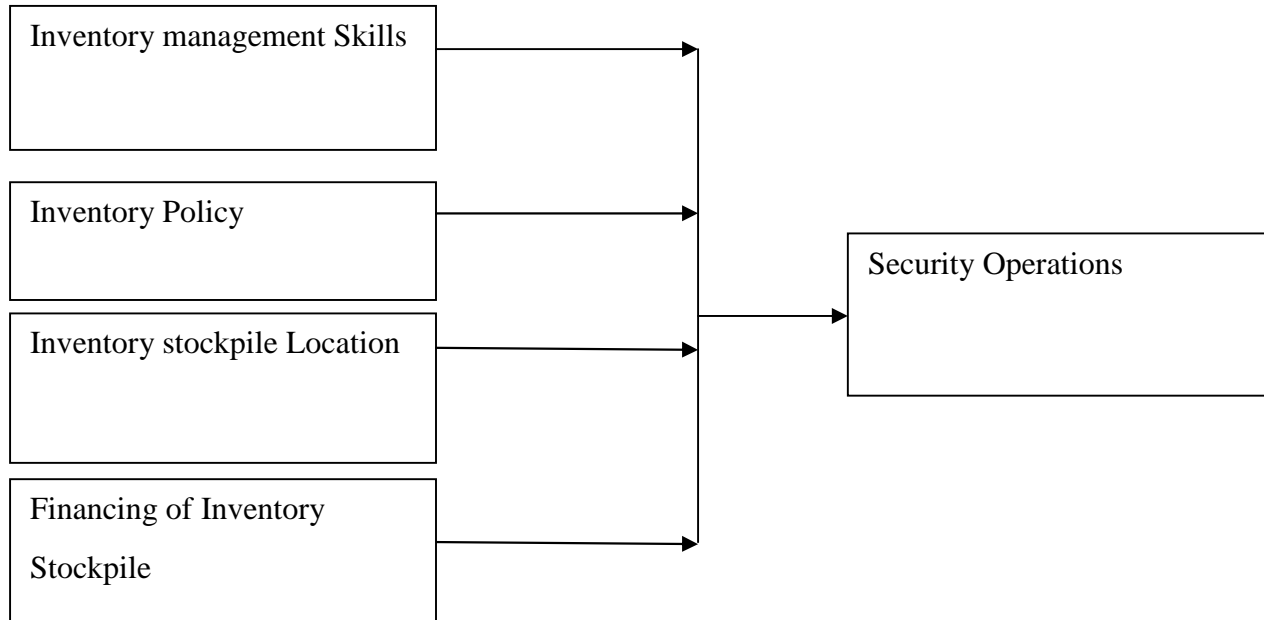 Inventory management Skills
Inventory Policy
Inventory stockpile Location
Financing of Inventory
Stockpile
Security Operations